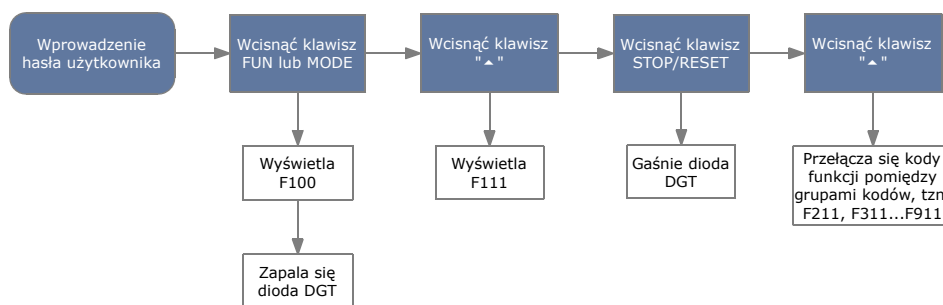 Wprowadzenie
hasła użytkownika
Wcisnąć klawisz
FUN lub MODE
Wcisnąć klawisz
"▲"
Wcisnąć klawisz
STOP/RESET
Wcisnąć klawisz
"▲"
Wyświetla
F100
Wyświetla
F111
Gaśnie dioda
DGT
Przełącza się kody
funkcji pomiędzy
grupami kodów, tzn
F211, F311...F911
Zapala się
dioda DGT